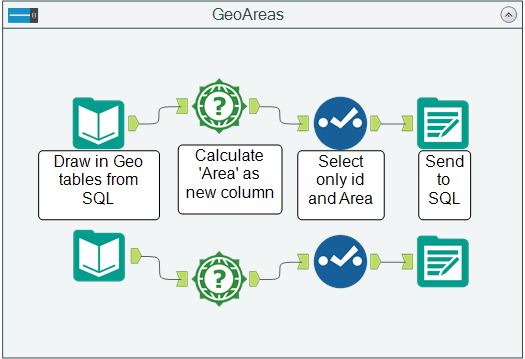 GeoAreas
Draw in Geo
tables from
SQL
Calculate
'Area' as
new column
Select
only id
and Area
Send
to
SQL
?
?